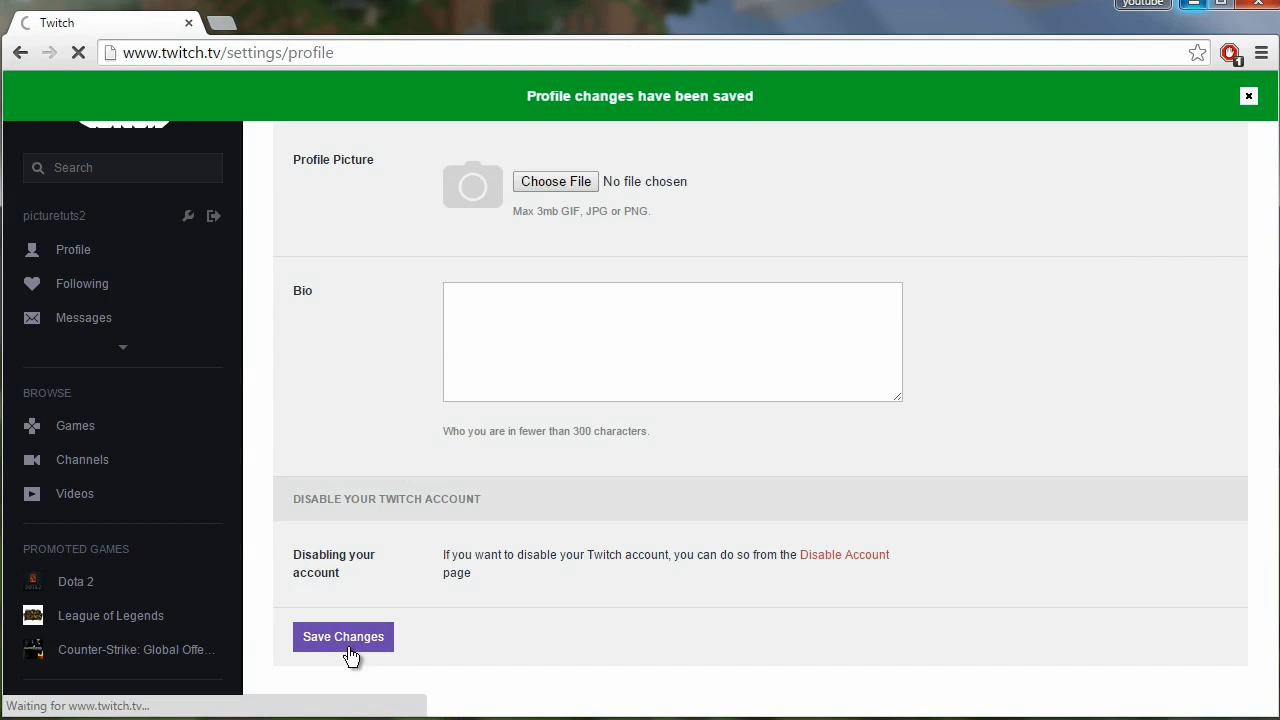 youtube
Twitch
www.twitch.tv/settings/profile
1
Profile changes have been saved
Search
picturetuts2
Profile
Following
Messages
BROWSE
Games
Channels
Videos
PROMOTED GAMES
Dota 2
League of Legends
Counter-Strike: Global Offe...
Profile Picture
Choose File No file chosen
Max 3mb GIF, JPG or PNG.
Bio
Who you are in fewer than 300 characters.
DISABLE YOUR TWITCH ACCOUNT
Disabling your
account
If you want to disable your Twitch account, you can do so from the Disable Account
page
Save Changes
Waiting for www.twitch.tv...